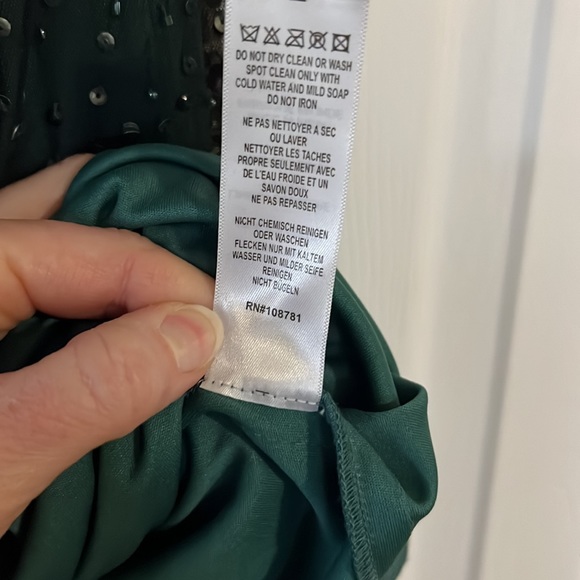 DO NOT DRY CLEAN OR WASH
SPOT CLEAN ONLY WITH
COLD WATER AND MILD SOAP
DO NOT IRON
NE PAS NETTOYER A SEC
OU LAVER
NETTOYER LES TACHES
PROPRE SEULEMENT AVEC
DE L'EAU FROIDE ET UN
SAVON DOUX
NE PAS REPASSER
NICHT CHEMISCH REINIGEN
ODER WASCHEN
FLECKEN NUR MIT KALTEM
WASSER UND MILDER SEIFE
REINIGEN
NICHT BÜGELN
RN#108781